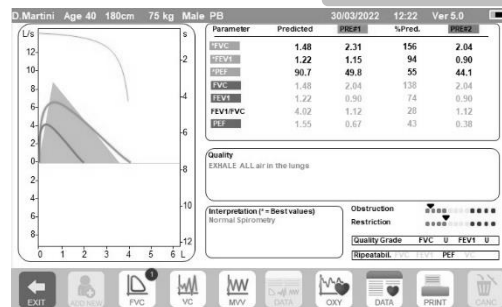 D.Martini Age 40 180cm 75 kg Male PB 30/03/2022 12:22 Ver 5.0
L/s s
Parameter Predicted PRE#1 %Pred. PRE#2
*FVC 1.48 2.31 156 2.04
*FEV1 1.22 1.15 94 0.90
*PEF 90.7 49.8 55 44.1
FVC 1.48 2.04 138 2.04
FEV1 1.22 0.90 74 0.90
FEV1/FVC 4.02 1.12 28 1.12
PEF 1.55 0.67 43 0.38
12
10
8
6
4
2
0
2
4
6
8
-2
-4
-6
-8
-10
-12
0 1 2 3 4 5 6 L
Quality
EXHALE ALL air in the lungs
Interpretation (* = Best values)
Normal Spirometry
Obstruction
Restriction
Quality Grade FVC U FEV1 U
Repeatabil. FVC FEV1 PEF VC
EXIT
ADD NEW
1
FVC
VC
MVV
DATA
OXY
DATA
PRINT
CANC